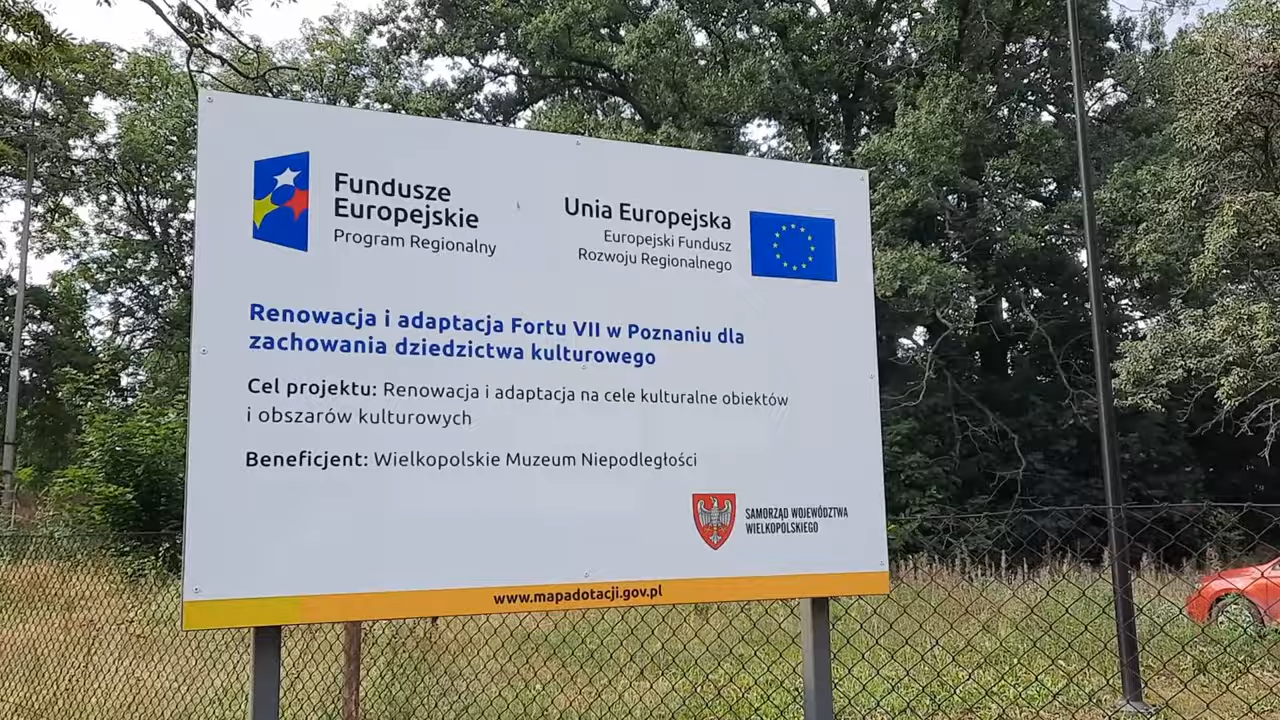 Fundusze
Europejskie
Program Regionalny
Unia Europejska
Europejski Fundusz
Rozwoju Regionalnego
Renowacja i adaptacja Fortu VII w Poznaniu dla
zachowania dziedzictwa kulturowego
Cel projektu: Renowacja i adaptacja na cele kulturalne obiektów
i obszarów kulturowych
Beneficjent: Wielkopolskie Muzeum Niepodległości
SAMORZĄD WOJEWÓDZTWA
WIELKOPOLSKIEGO
www.mapadotacji.gov.pl